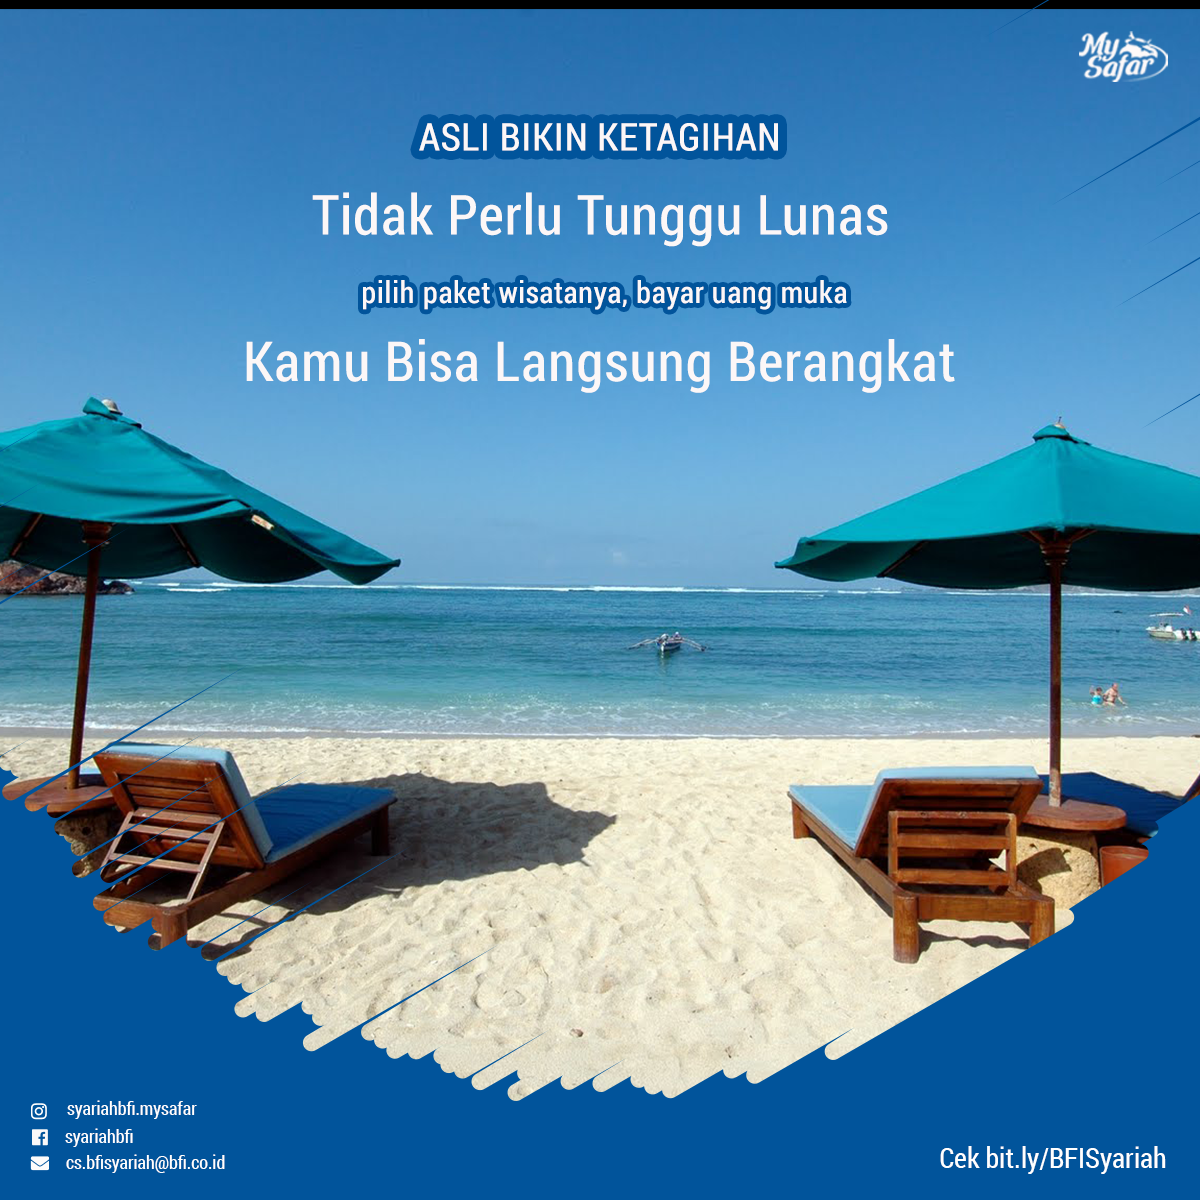 My
Safar
ASLI BIKIN KETAGIHAN
Tidak Perlu Tunggu Lunas
pilih paket wisatanya, bayar uang muka
Kamu Bisa Langsung Berangkat
syariahbfi.mysafar
syariahbfi
cs.bfisyariah@bfi.co.id
Cek bit.ly/BFISyariah